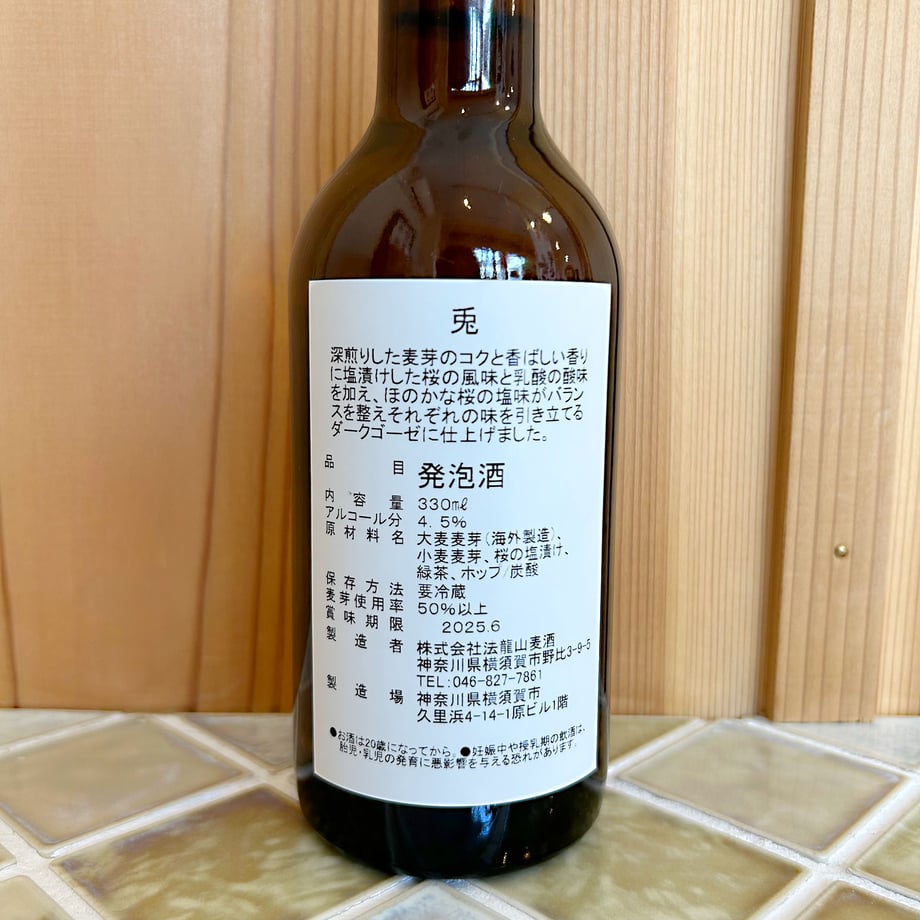 兎
深煎りした麦芽のコクと香ばしい香り
に塩漬けした桜の風味と乳酸の酸味
を加え、ほのかな桜の塩味がバラン
スを整えそれぞれの味を引き立てる
ダークゴーゼに仕上げました。
品目 発泡酒
内容量 330㎖
アルコール分 4.5%
原材料名 大麦麦芽(海外製造)、
小麦麦芽、桜の塩漬け、
緑茶、ホップ/炭酸
保存方法 要冷蔵
麦芽使用率 50%以上
賞味期限 2025.6
製造者 株式会社法龍山麦酒
神奈川県横須賀市野比3-9-5
TEL:046-827-7861
製造場 神奈川県横須賀市
久里浜4-14-1原ビル1階
●お酒は20歳になってから。●妊娠中や授乳期の飲酒は、
胎児・乳児の発育に悪影響を与える恐れがあります。